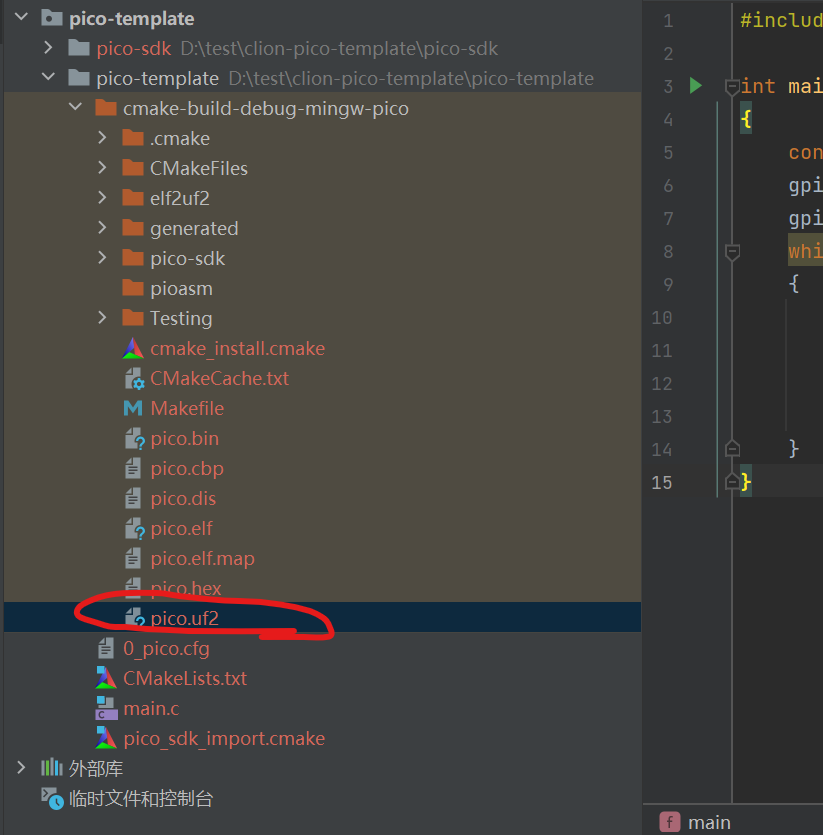 pico-template
pico-sdk D:\test\clion-pico-template\pico-sdk
pico-template D:\test\clion-pico-template\pico-template
cmake-build-debug-mingw-pico
.cmake
CMakeFiles
elf2uf2
generated
pico-sdk
pioasm
Testing
cmake_install.cmake
CMakeCache.txt
Makefile
pico.bin
pico.cbp
pico.dis
pico.elf
pico.elf.map
pico.hex
pico.uf2
0_pico.cfg
CMakeLists.txt
main.c
pico_sdk_import.cmake
外部库
临时文件和控制台
1 #includ
2
3 int mai
4 {
5 con
6 gpi
7 gpi
8 whi
9 {
10
11
12
13
14 }
15 }
f main